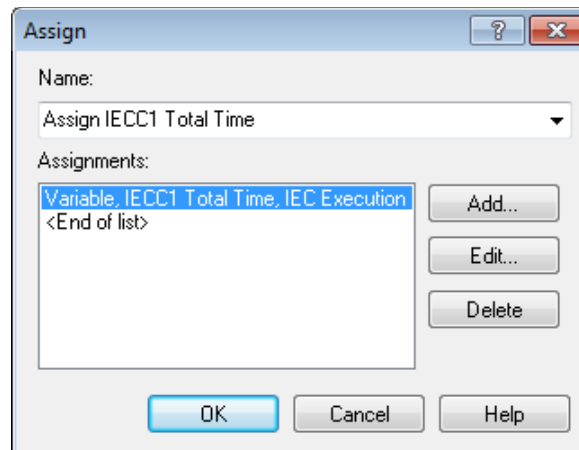 Assign
?
Name:
Assign IECC1 Total Time
Assignments:
Variable, IECC1 Total Time, IEC Execution
<End of list>
Add...
Edit...
Delete
OK
Cancel
Help